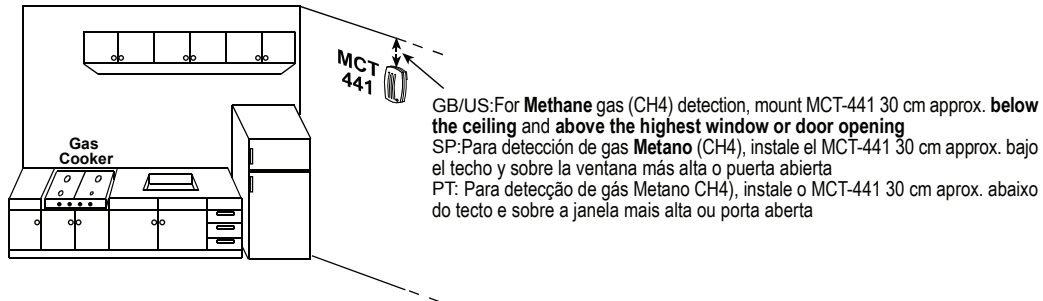 MCT
441
Gas
Cooker
GB/US:For Methane gas (CH4) detection, mount MCT-441 30 cm approx. below
the ceiling and above the highest window or door opening
SP:Para detección de gas Metano (CH4), instale el MCT-441 30 cm approx. bajo
el techo y sobre la ventana más alta o puerta abierta
PT: Para detecção de gás Metano CH4), instale o MCT-441 30 cm aprox. abaixo
do tecto e sobre a janela mais alta ou porta aberta